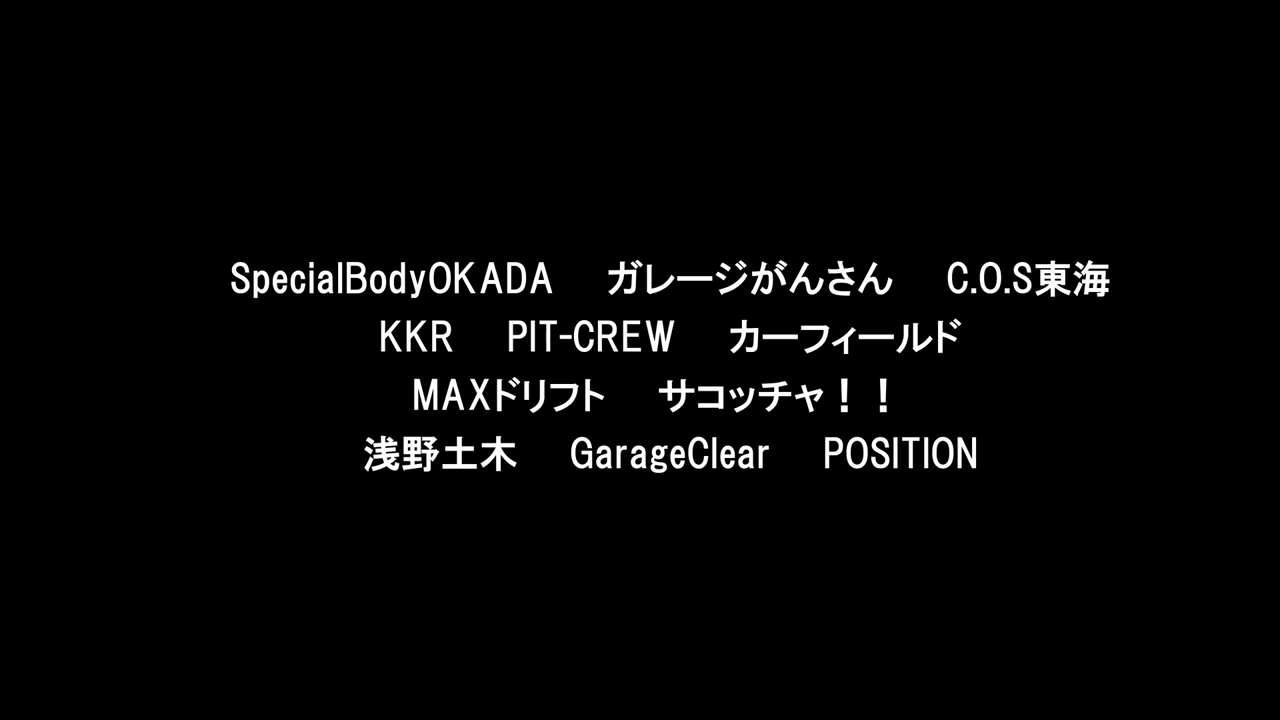 SpecialBodyOKADA　ガレージがんさん　C.O.S東海
KKR　PIT-CREW　カーフィールド
MAXドリフト　サコッチャ！！
浅野土木　GarageClear　POSITION